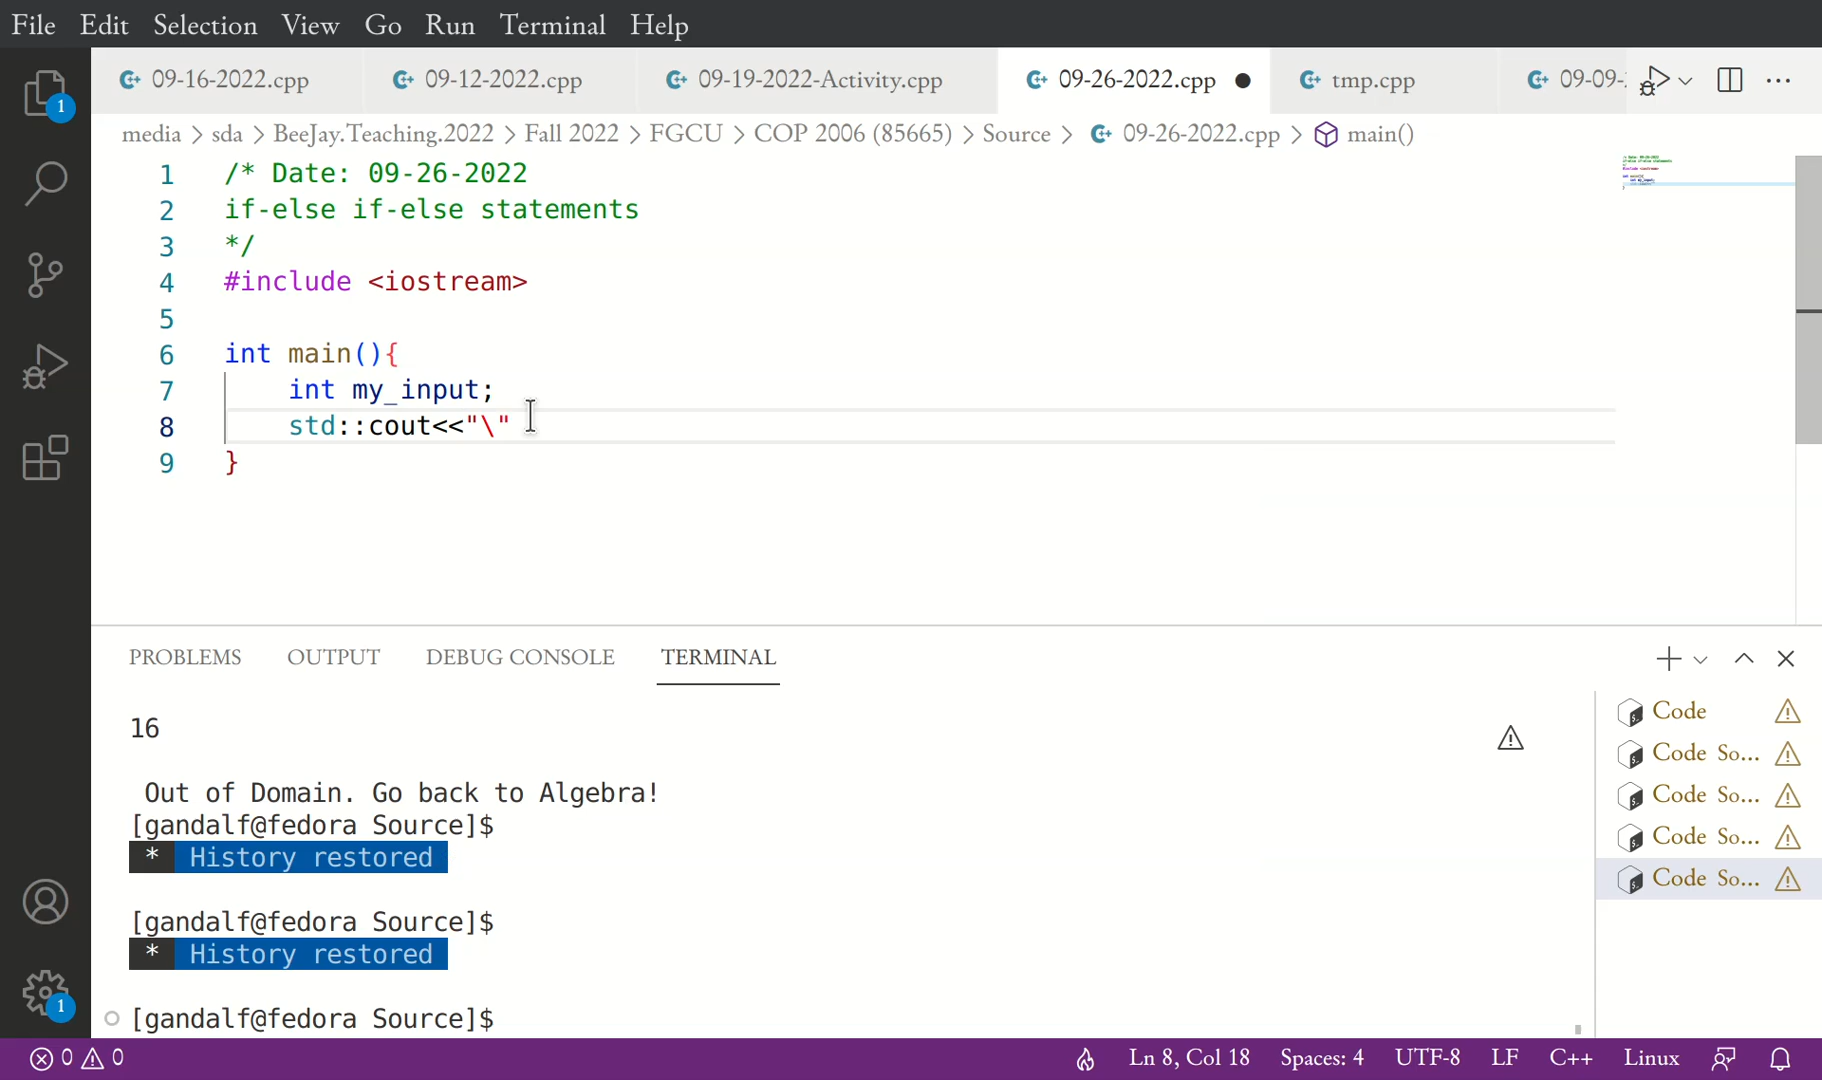 File Edit Selection View Go Run Terminal Help
09-16-2022.cpp 09-12-2022.cpp 09-19-2022-Activity.cpp 09-26-2022.cpp tmp.cpp 09-09-
media > sda > BeeJay.Teaching.2022 > Fall 2022 > FGCU > COP 2006 (85665) > Source > 09-26-2022.cpp > main()
1 /* Date: 09-26-2022
2 if-else if-else statements
3 */
4 #include <iostream>
5
6 int main(){
7 int my_input;
8 std::cout<<"\"
9 }
PROBLEMS OUTPUT DEBUG CONSOLE TERMINAL
16
Out of Domain. Go back to Algebra!
[gandalf@fedora Source]$
* History restored
[gandalf@fedora Source]$
* History restored
[gandalf@fedora Source]$
Code
Code So...
Code So...
Code So...
Code So...
1
1
0 0 Ln 8, Col 18 Spaces: 4 UTF-8 LF C++ Linux